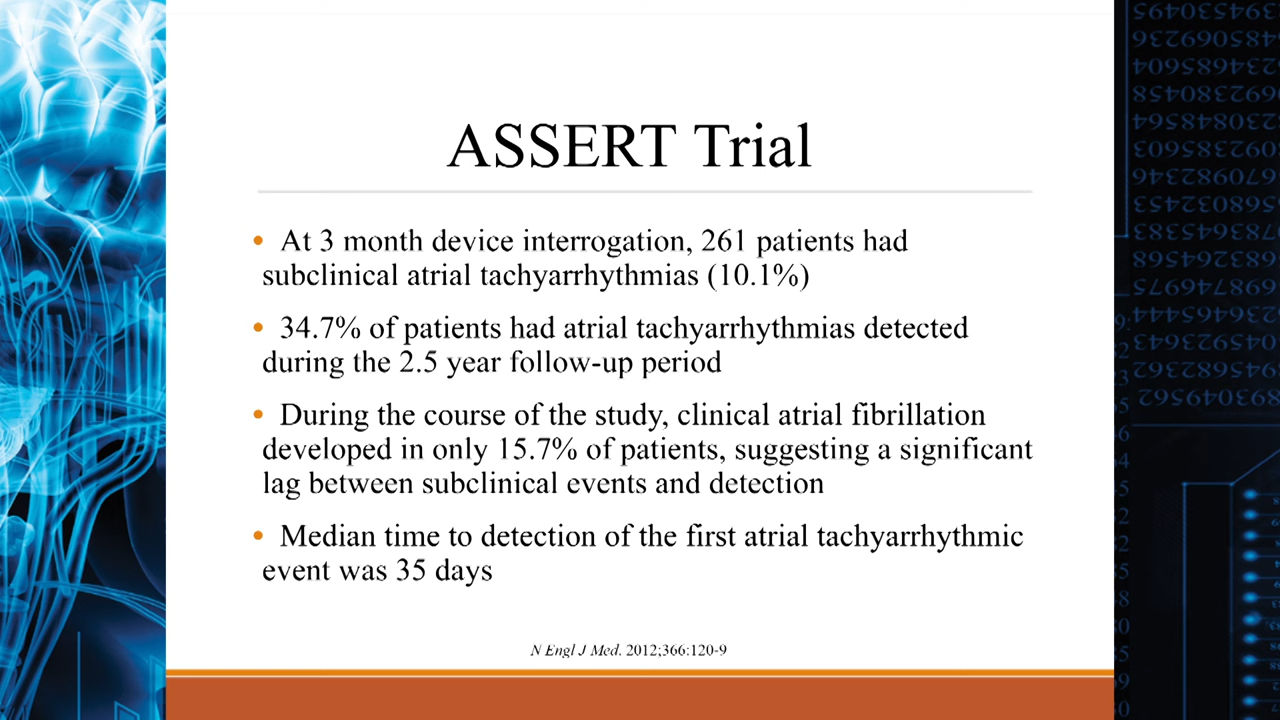 ASSERT Trial
• At 3 month device interrogation, 261 patients had
subclinical atrial tachyarrhythmias (10.1%)
• 34.7% of patients had atrial tachyarrhythmias detected
during the 2.5 year follow-up period
• During the course of the study, clinical atrial fibrillation
developed in only 15.7% of patients, suggesting a significant
lag between subclinical events and detection
• Median time to detection of the first atrial tachyarrhythmic
event was 35 days
N Engl J Med. 2012;366:120-9